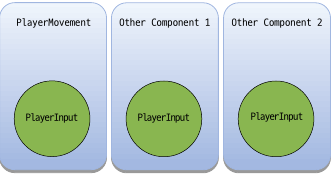 PlayerMovement
Other Component 1
Other Component 2
PlayerInput
PlayerInput
PlayerInput